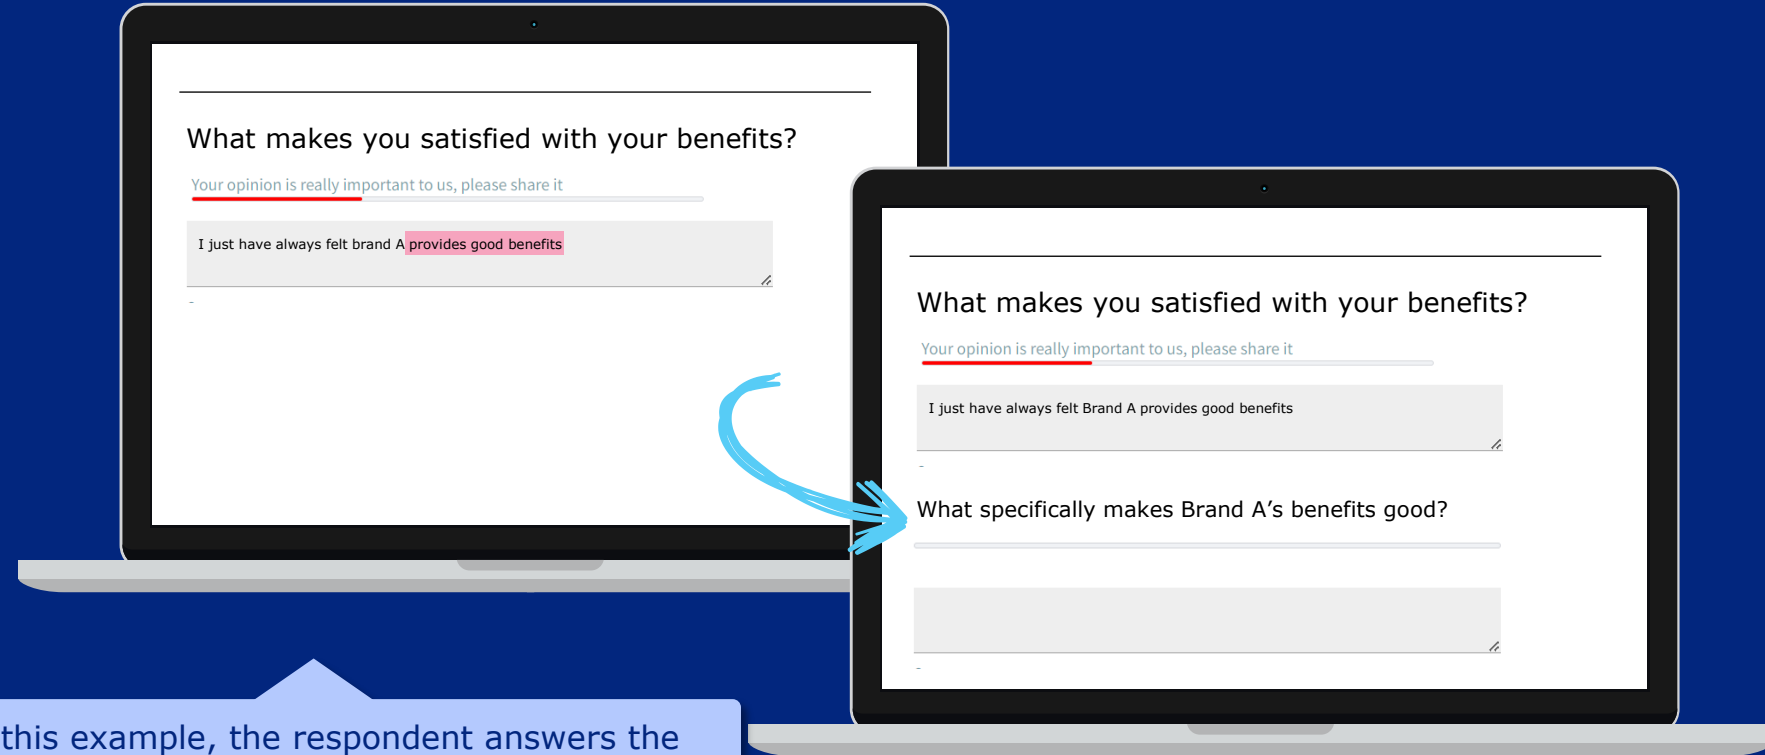 What makes you satisfied with your benefits?
Your opinion is really important to us, please share it
I just have always felt brand A provides good benefits
What makes you satisfied with your benefits?
Your opinion is really important to us, please share it
I just have always felt Brand A provides good benefits
What specifically makes Brand A’s benefits good?
this example, the respondent answers the